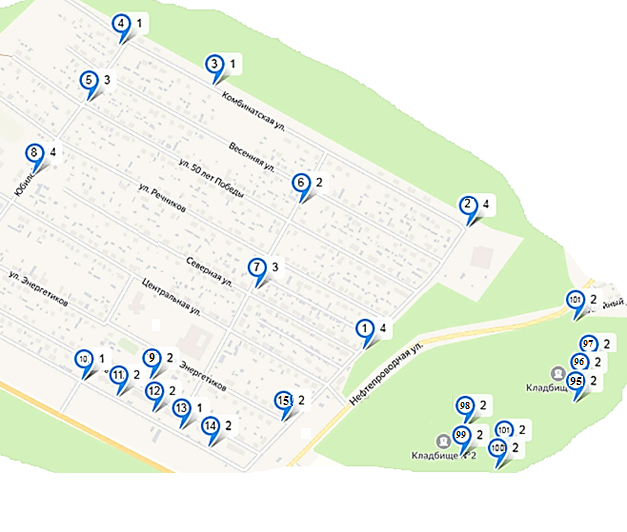 4 1
3 1
5 3
Комбинатская ул.
8 4
Весенняя ул.
ул. 50 лет Победы
6 2
ул. Речников
2 4
Северная ул.
7 3
ул. Энергетиков
Центральная ул.
101 2
1 4
97 2
96 2
95 2
Нефтепроводная ул.
10 1
9 2
11 2
Энергетиков
12 2
13 1
15 2
14 2
98 2
99 2
101 2
100 2
Кладбище №2